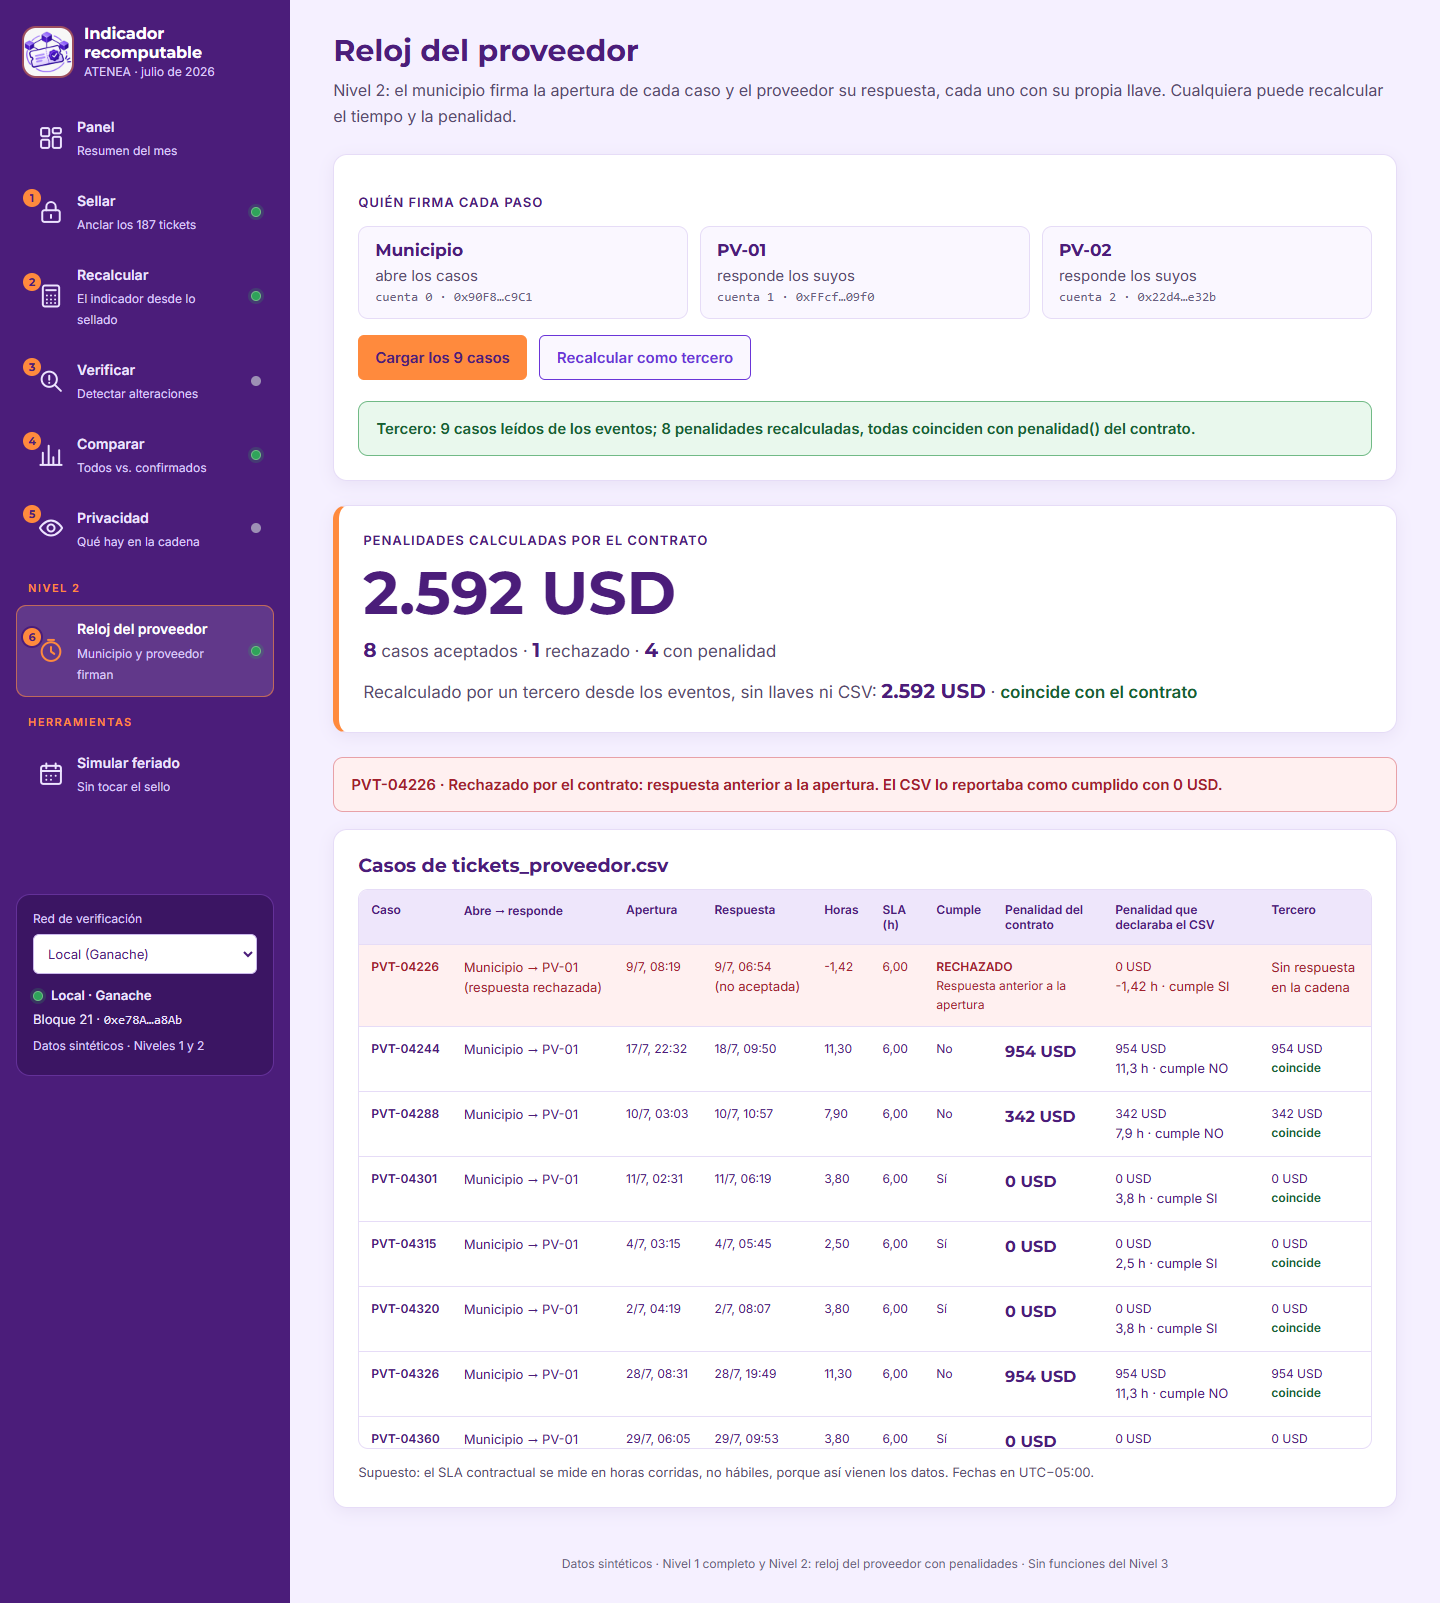 Indicador
recomputable
ATENEA · julio de 2026
Panel
Resumen del mes
1
Sellar
Anclar los 187 tickets
2
Recalcular
El indicador desde lo
sellado
3
Verificar
Detectar alteraciones
4
Comparar
Todos vs. confirmados
5
Privacidad
Qué hay en la cadena
NIVEL 2
6
Reloj del proveedor
Municipio y proveedor
firman
HERRAMIENTAS
Simular feriado
Sin tocar el sello
Red de verificación
Local (Ganache)
Local · Ganache
Bloque 21 · 0xe78A…a8Ab
Datos sintéticos · Niveles 1 y 2
Reloj del proveedor
Nivel 2: el municipio firma la apertura de cada caso y el proveedor su respuesta, cada uno con su propia llave. Cualquiera puede recalcular
el tiempo y la penalidad.
QUIÉN FIRMA CADA PASO
Municipio
abre los casos
cuenta 0 · 0x90F8…c9C1
PV-01
responde los suyos
cuenta 1 · 0xFFcf…09f0
PV-02
responde los suyos
cuenta 2 · 0x22d4…e32b
Cargar los 9 casos
Recalcular como tercero
Tercero: 9 casos leídos de los eventos; 8 penalidades recalculadas, todas coinciden con penalidad() del contrato.
PENALIDADES CALCULADAS POR EL CONTRATO
2.592 USD
8 casos aceptados · 1 rechazado · 4 con penalidad
Recalculado por un tercero desde los eventos, sin llaves ni CSV: 2.592 USD · coincide con el contrato
PVT-04226 · Rechazado por el contrato: respuesta anterior a la apertura. El CSV lo reportaba como cumplido con 0 USD.
Casos de tickets_proveedor.csv
Caso Abre → responde Apertura Respuesta Horas SLA (h) Cumple Penalidad del contrato Penalidad que declaraba el CSV Tercero
PVT-04226 Municipio → PV-01 (respuesta rechazada) 9/7, 08:19 9/7, 06:54 (no aceptada) -1,42 6,00 RECHAZADO Respuesta anterior a la apertura 0 USD -1,42 h · cumple SI Sin respuesta en la cadena
PVT-04244 Municipio → PV-01 17/7, 22:32 18/7, 09:50 11,30 6,00 No 954 USD 954 USD 11,3 h · cumple NO 954 USD coincide
PVT-04288 Municipio → PV-01 10/7, 03:03 10/7, 10:57 7,90 6,00 No 342 USD 342 USD 7,9 h · cumple NO 342 USD coincide
PVT-04301 Municipio → PV-01 11/7, 02:31 11/7, 06:19 3,80 6,00 Sí 0 USD 0 USD 3,8 h · cumple SI 0 USD coincide
PVT-04315 Municipio → PV-01 4/7, 03:15 4/7, 05:45 2,50 6,00 Sí 0 USD 0 USD 2,5 h · cumple SI 0 USD coincide
PVT-04320 Municipio → PV-01 2/7, 04:19 2/7, 08:07 3,80 6,00 Sí 0 USD 0 USD 3,8 h · cumple SI 0 USD coincide
PVT-04326 Municipio → PV-01 28/7, 08:31 28/7, 19:49 11,30 6,00 No 954 USD 954 USD 11,3 h · cumple NO 954 USD coincide
PVT-04360 Municipio → PV-01 29/7, 06:05 29/7, 09:53 3,80 6,00 Sí 0 USD 0 USD 0 USD
Supuesto: el SLA contractual se mide en horas corridas, no hábiles, porque así vienen los datos. Fechas en UTC−05:00.
Datos sintéticos · Nivel 1 completo y Nivel 2: reloj del proveedor con penalidades · Sin funciones del Nivel 3